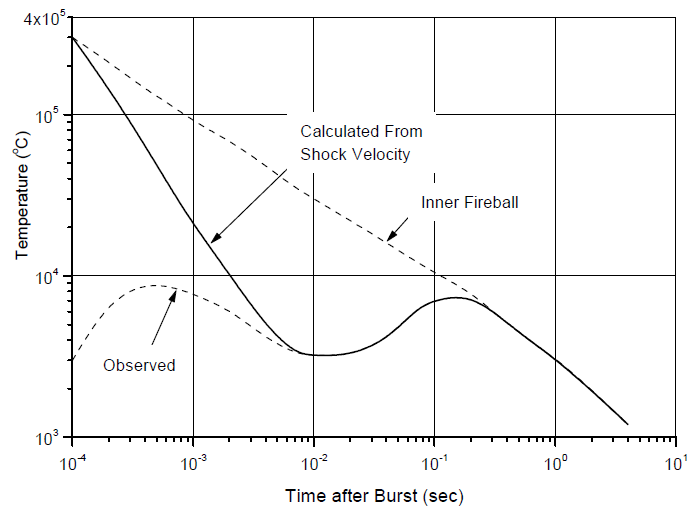 4x10⁵
10⁵
10⁴
10³
Temperature (°C)
Calculated From
Shock Velocity
Inner Fireball
Observed
10⁻⁴ 10⁻³ 10⁻² 10⁻¹ 10⁰ 10¹
Time after Burst (sec)